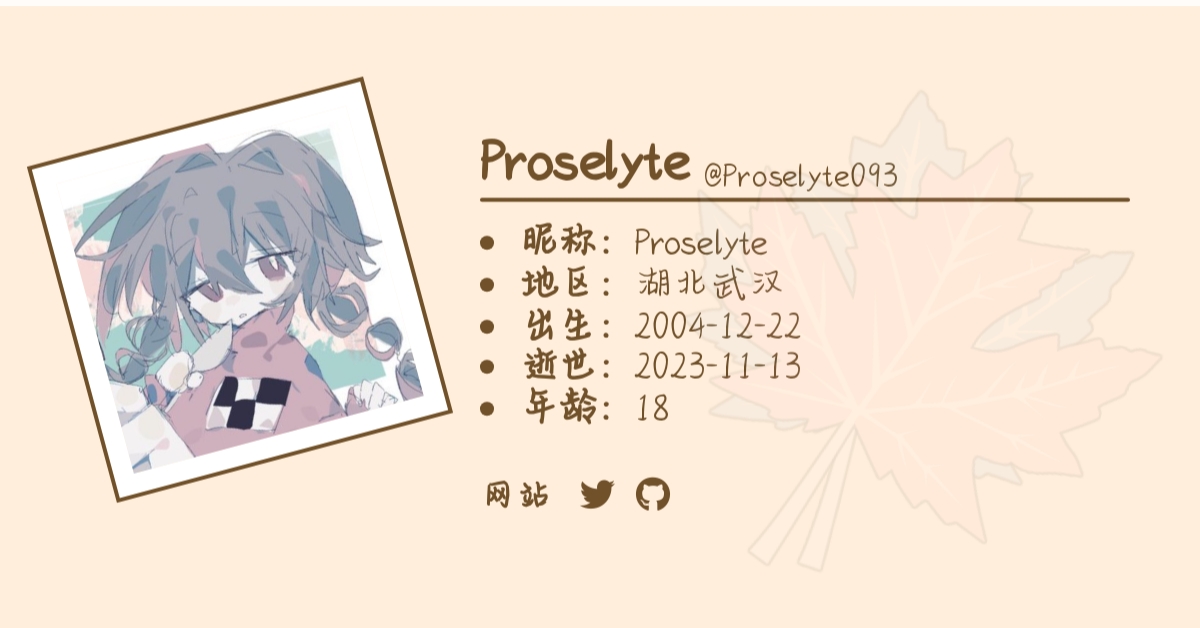 Proselyte @Proselyte093
昵称： Proselyte
地区： 湖北武汉
出生： 2004-12-22
逝世： 2023-11-13
年龄： 18
网站